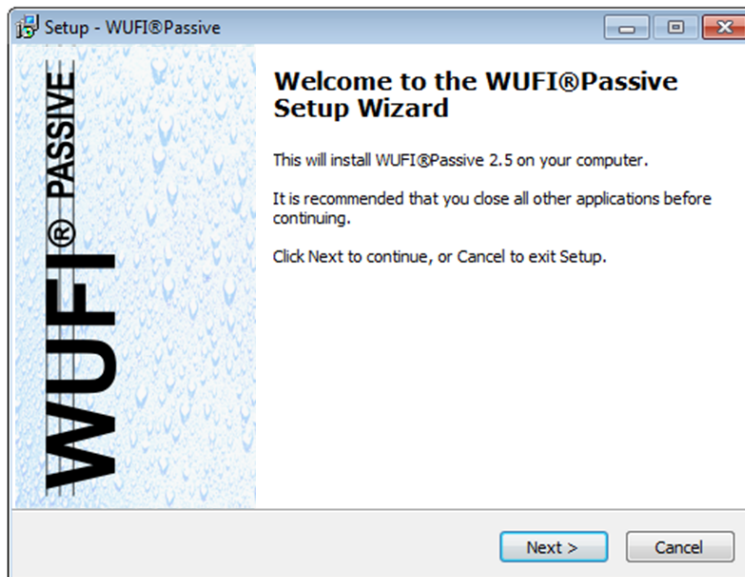 Setup - WUFI®Passive
WUFI® PASSIVE
Welcome to the WUFI®Passive
Setup Wizard
This will install WUFI®Passive 2.5 on your computer.
It is recommended that you close all other applications before
continuing.
Click Next to continue, or Cancel to exit Setup.
Next >
Cancel